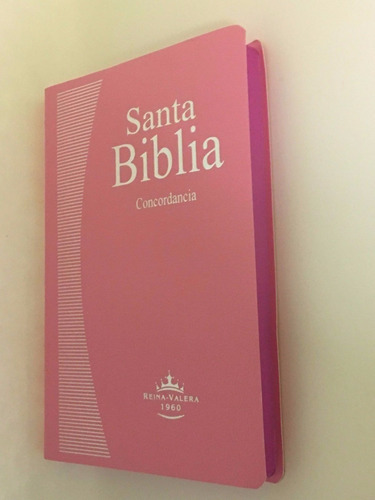 Santa
Biblia
Concordancia
REINA-VALERA
1960